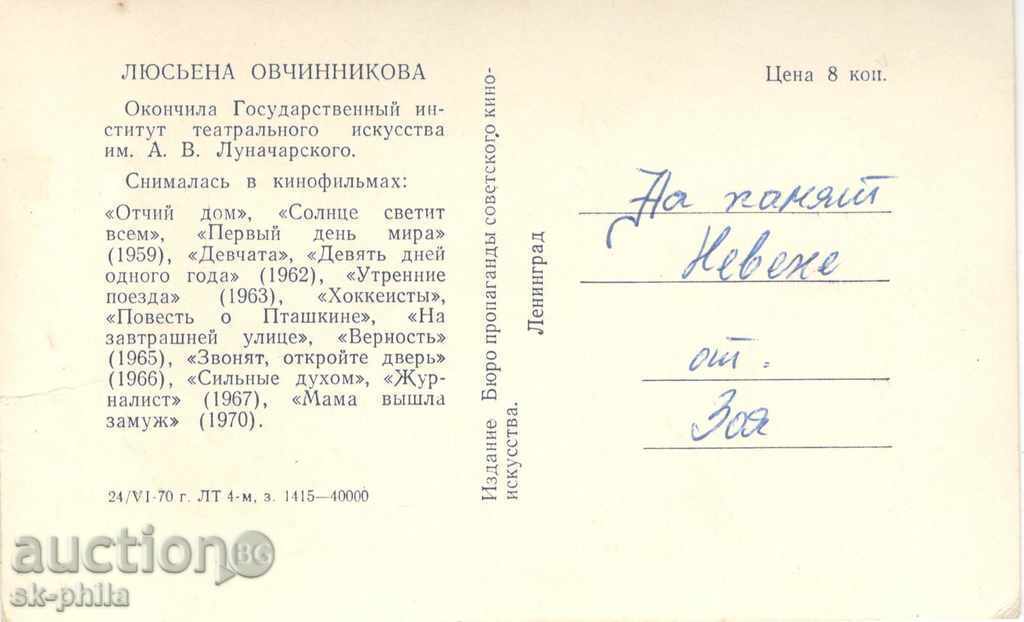 ЛЮСЬЕНА ОВЧИННИКОВА
Окончила Государственный ин-
ститут театрального искусства
им. А. В. Луначарского.
Снималась в кинофильмах:
«Отчий дом», «Солнце светит
всем», «Первый день мира»
(1959), «Девчата», «Девять дней
одного года» (1962), «Утренние
поезда» (1963), «Хоккеисты»,
«Повесть о Пташкине», «На
завтрашней улице», «Верность»
(1965), «Звонят, откройте дверь»
(1966), «Сильные духом», «Жур-
налист» (1967), «Мама вышла
замуж» (1970).
24/VI-70 г. ЛТ 4-м, з. 1415—40000
Издание Бюро пропаганды советского кино-
искусства.
Ленинград
Цена 8 коп.
На
Невене
от
Зоя
auctionBG
sk-phila